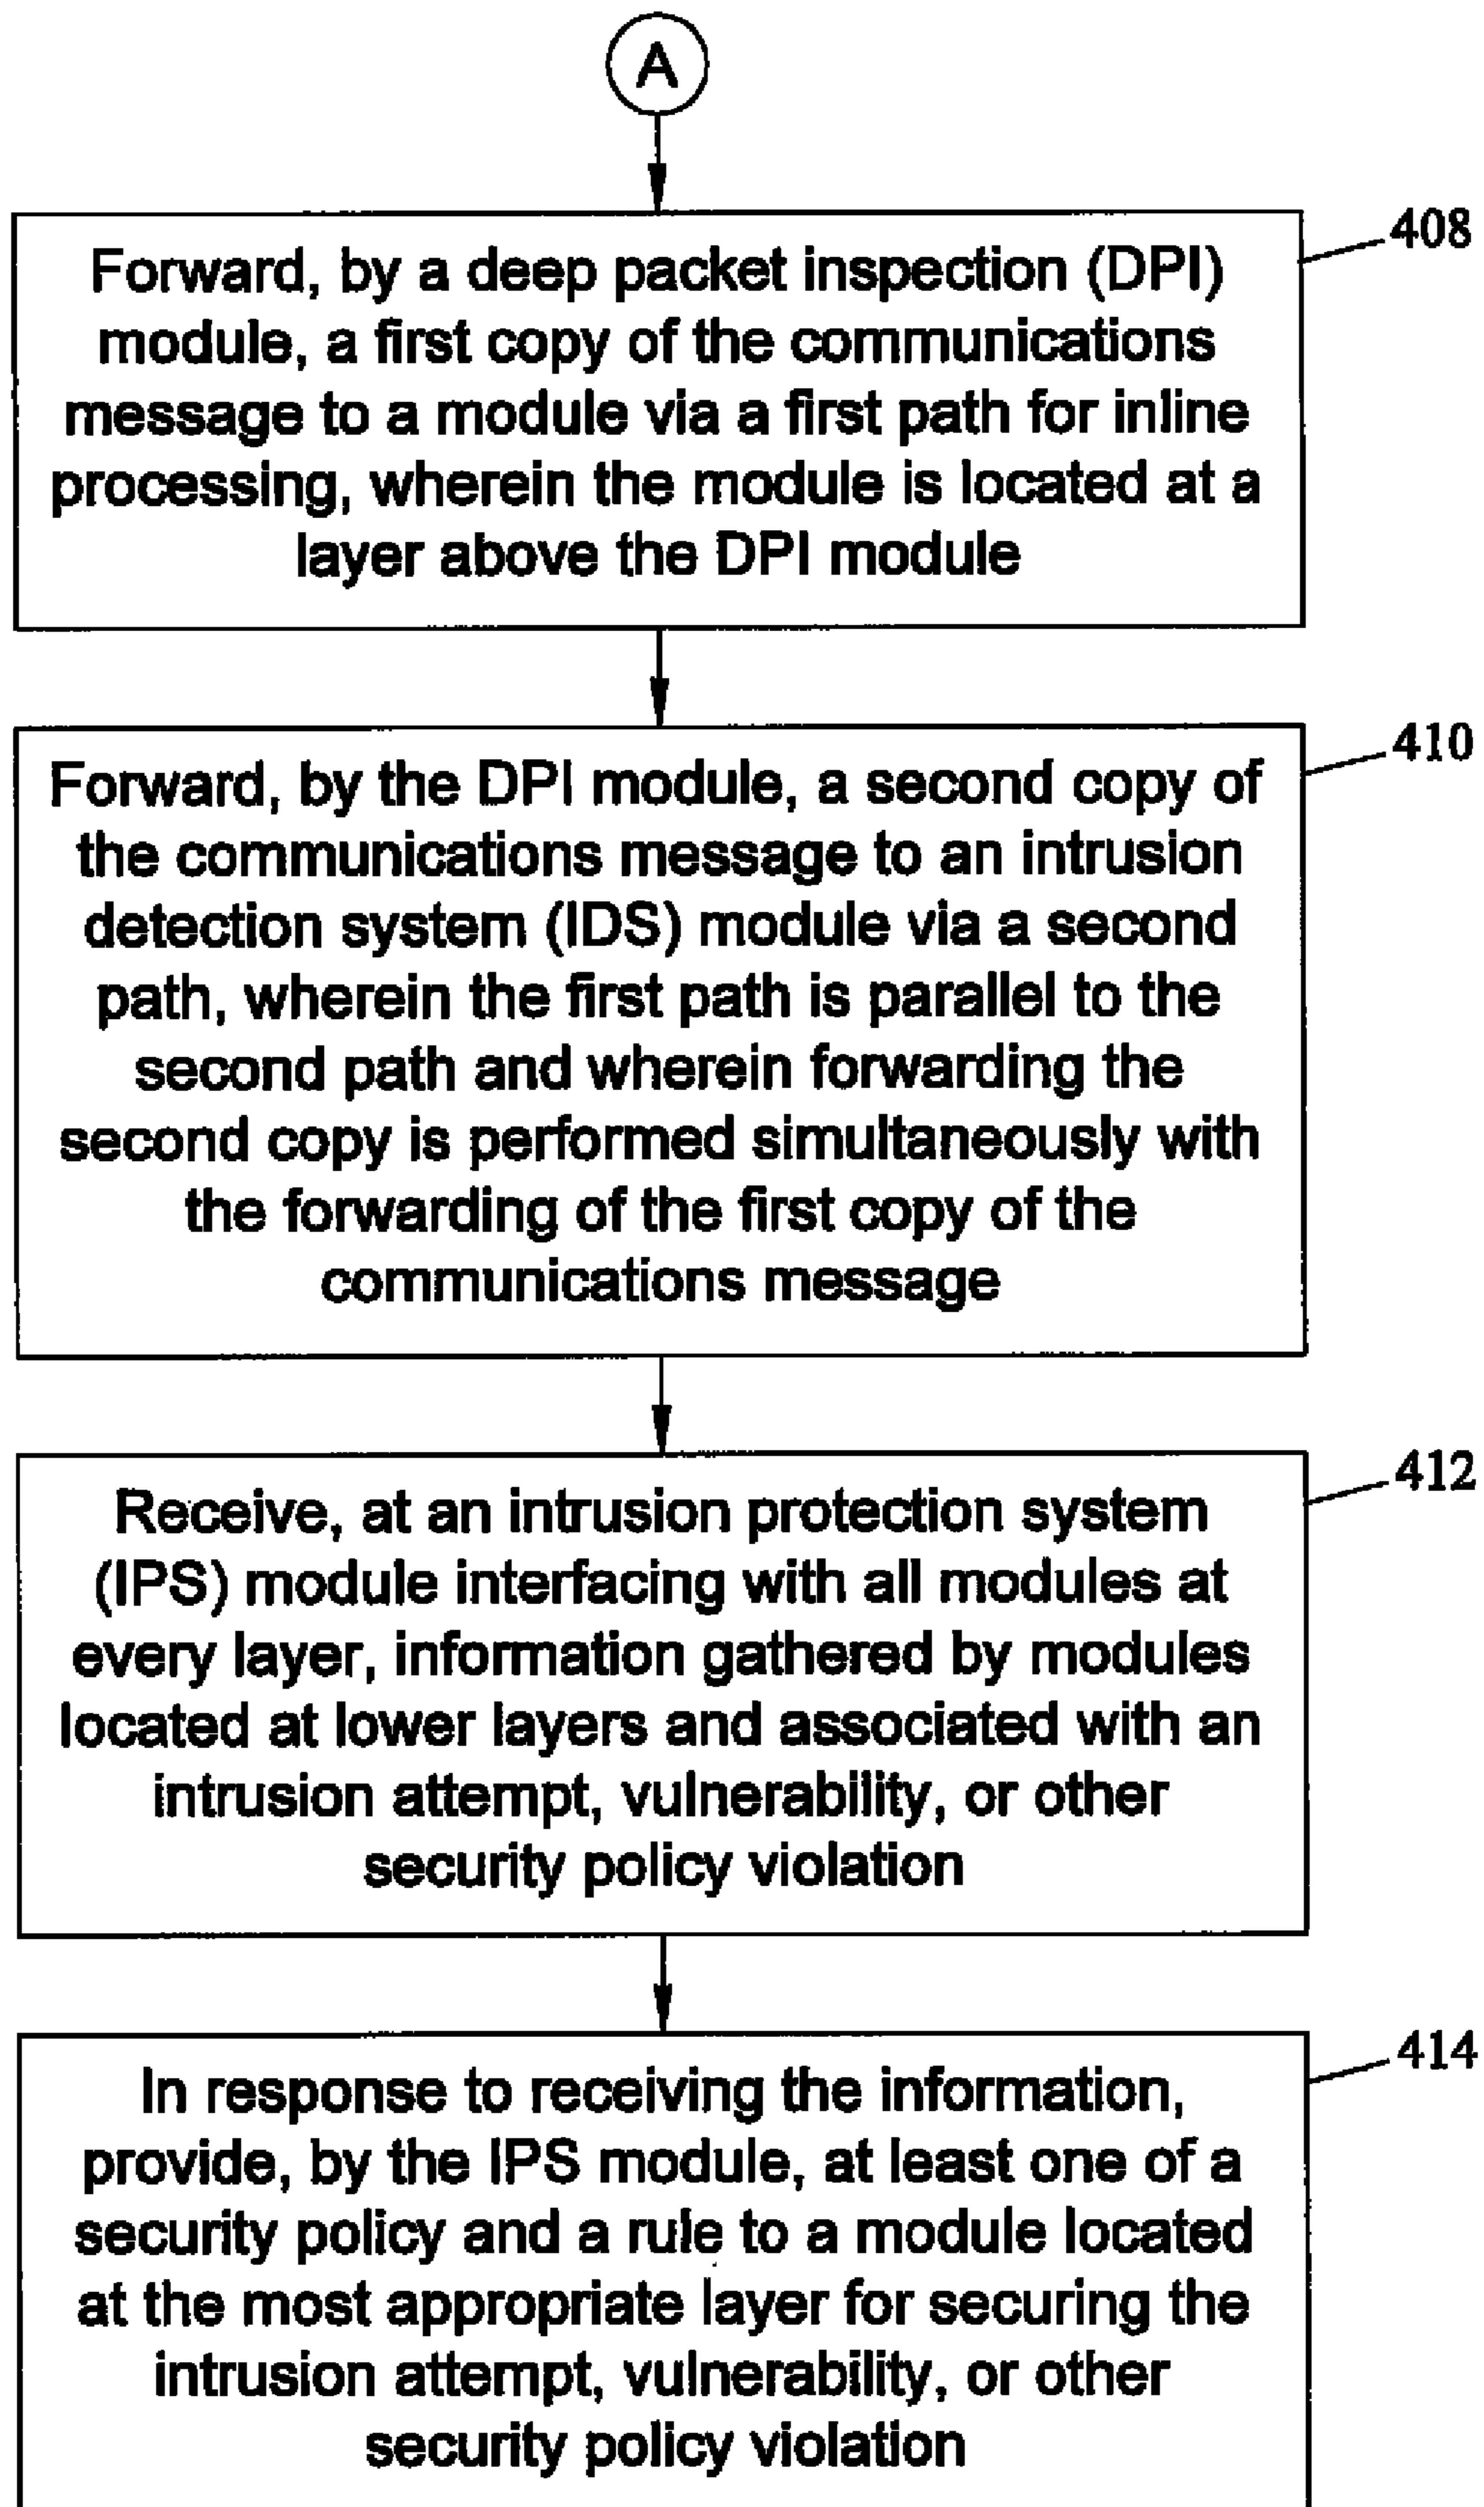 A
408
Forward, by a deep packet inspection (DPI)
module, a first copy of the communications
message to a module via a first path for inline
processing, wherein the module is located at a
layer above the DPI module
410
Forward, by the DPI module, a second copy of
the communications message to an intrusion
detection system (IDS) module via a second
path, wherein the first path is parallel to the
second path and wherein forwarding the
second copy is performed simultaneously with
the forwarding of the first copy of the
communications message
412
Receive, at an intrusion protection system
(IPS) module interfacing with all modules at
every layer, information gathered by modules
located at lower layers and associated with an
intrusion attempt, vulnerability, or other
security policy violation
414
In response to receiving the information,
provide, by the IPS module, at least one of a
security policy and a rule to a module located
at the most appropriate layer for securing the
intrusion attempt, vulnerability, or other
security policy violation